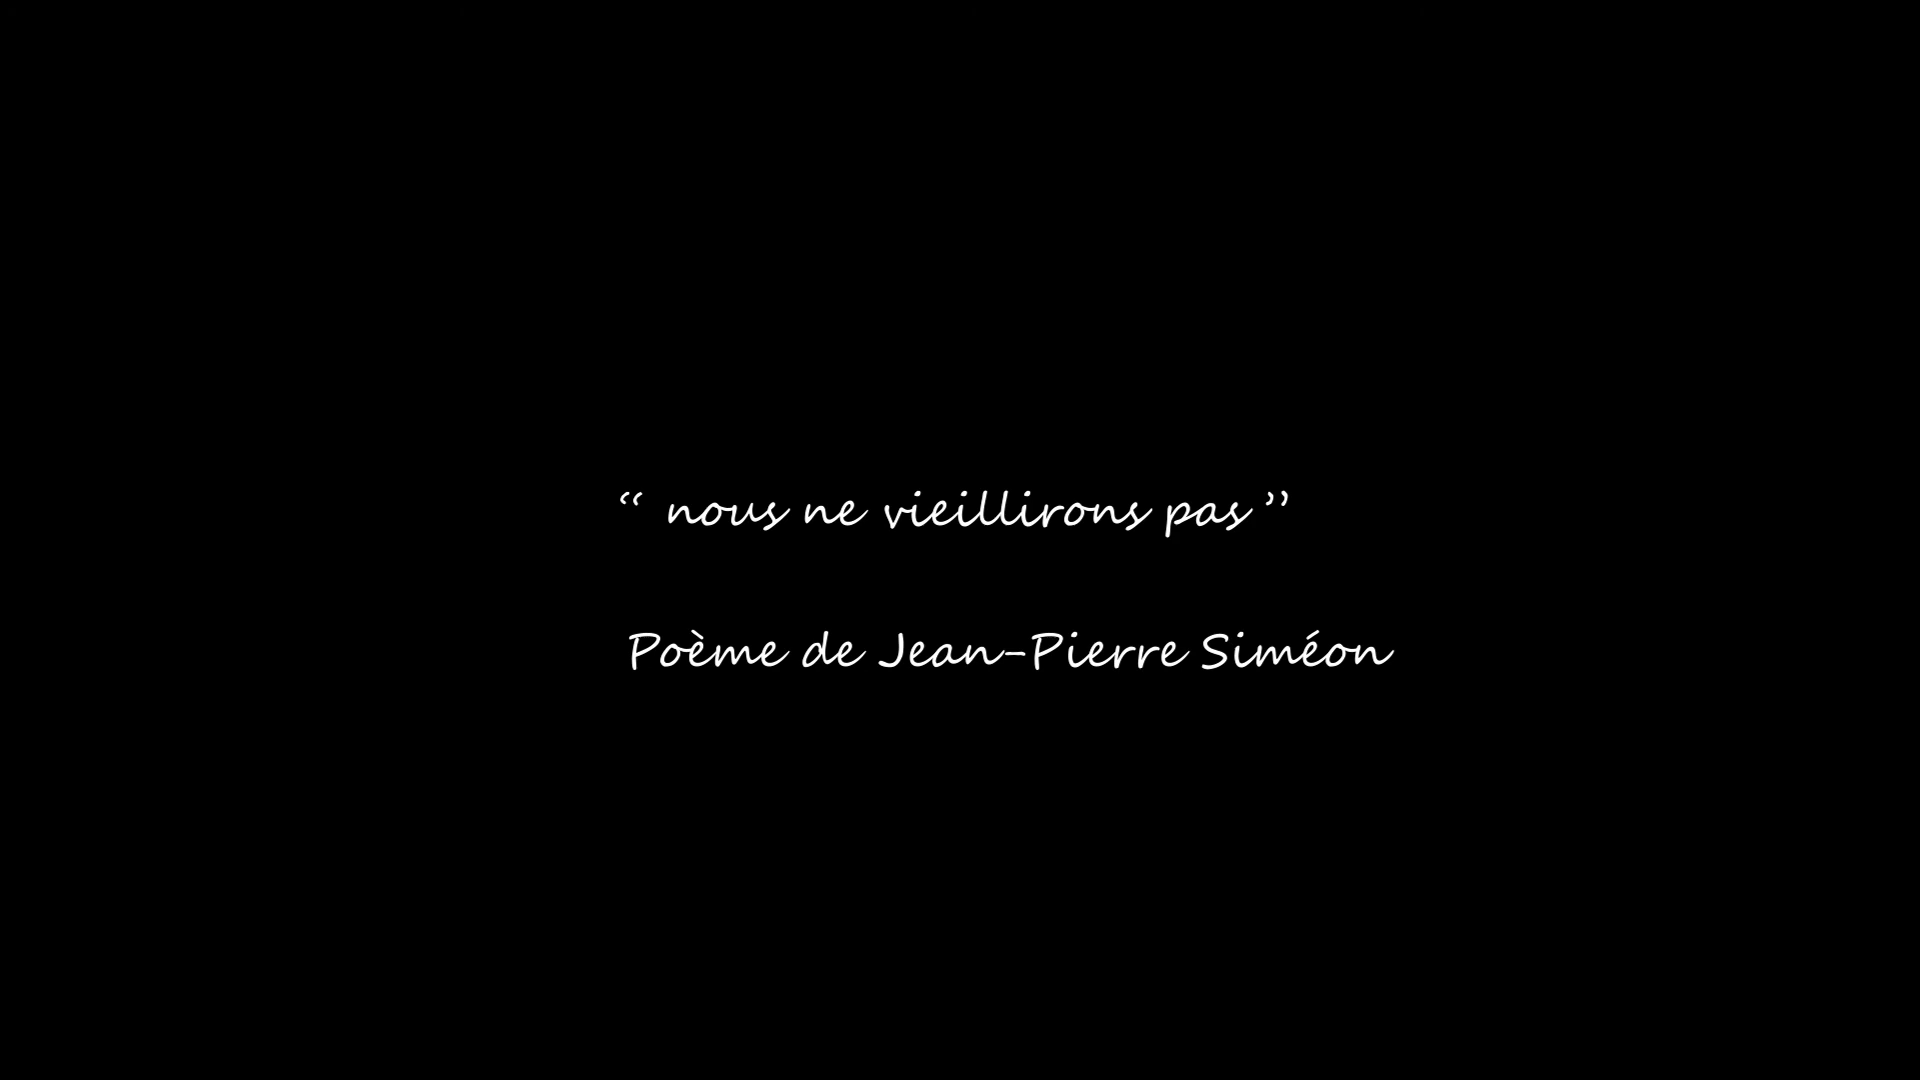 “ nous ne vieillirons pas ”
Poème de Jean-Pierre Siméon